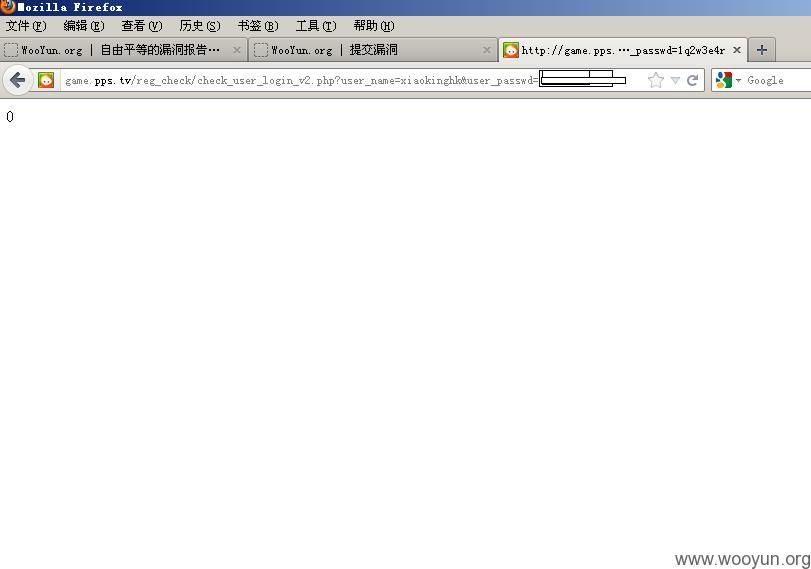 Mozilla Firefox
文件(F) 编辑(E) 查看(V) 历史(S) 书签(B) 工具(T) 帮助(H)
WooYun.org | 自由平等的漏洞报告... WooYun.org | 提交漏洞 http://game.pps.···_passwd=1q2w3e4r
game.pps.tv/reg_check/check_user_login_v2.php?user_name=xiaokinghk&user_passwd= Google
0
www.wooyun.org